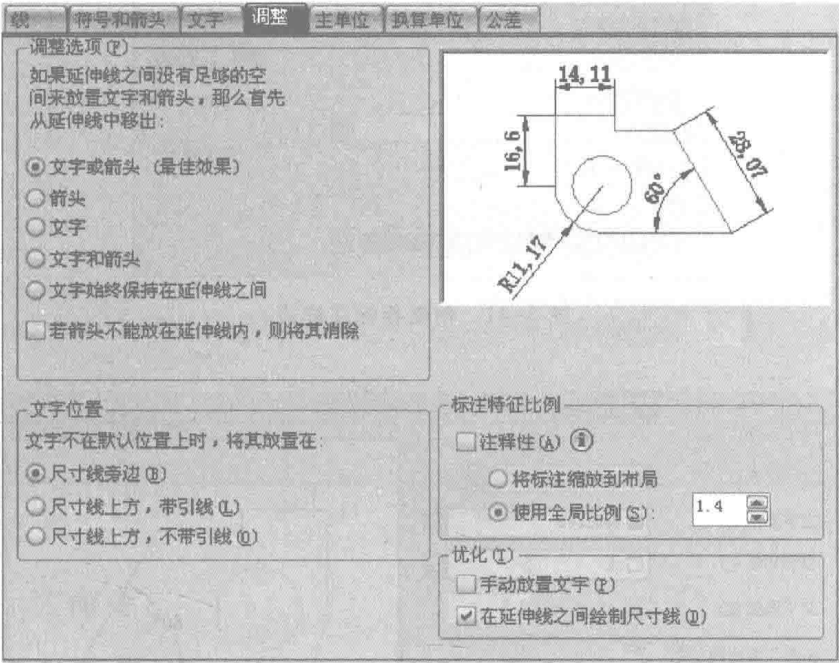 线 符号和箭头 文字 调整 主单位 换算单位 公差
调整选项(F)
如果延伸线之间没有足够的空
间来放置文字和箭头，那么首先
从延伸线中移出：
文字或箭头（最佳效果）
箭头
文字
文字和箭头
文字始终保持在延伸线之间
若箭头不能放在延伸线内，则将其消除
14,11
16,6
28,07
60°
R11,17
文字位置
文字不在默认位置上时，将其放置在：
尺寸线旁边(B)
尺寸线上方，带引线(L)
尺寸线上方，不带引线(O)
标注特征比例
注释性(A)
将标注缩放到布局
使用全局比例(S)： 1.4
优化(T)
手动放置文字(P)
在延伸线之间绘制尺寸线(D)